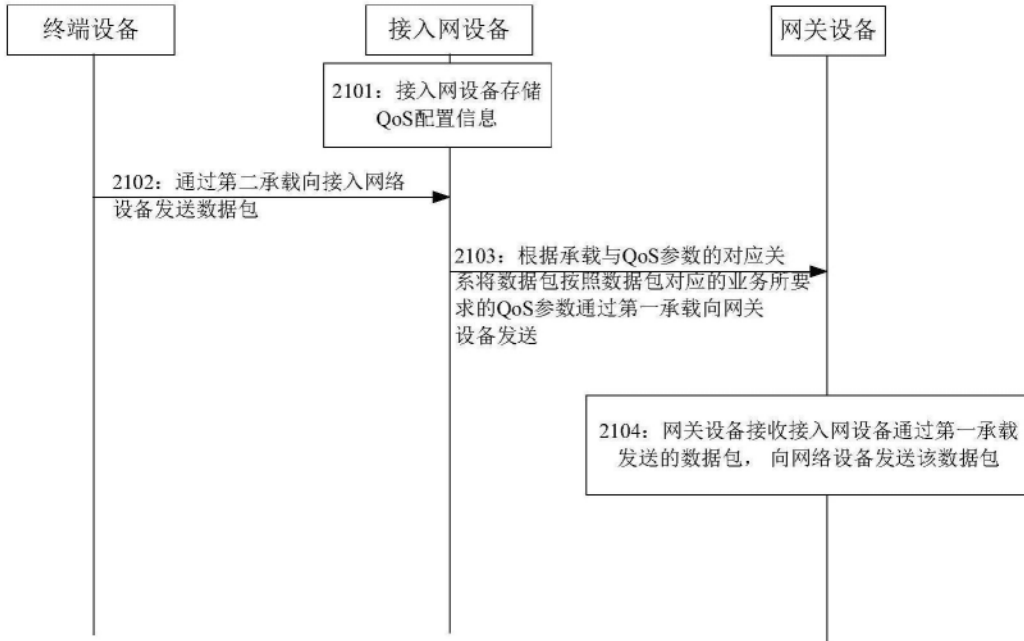 终端设备
接入网设备
网关设备
2101：接入网设备存储
QoS配置信息
2102：通过第二承载向接入网络
设备发送数据包
2103：根据承载与QoS参数的对应关
系将数据包按照数据包对应的业务所要
求的QoS参数通过第一承载向网关
设备发送
2104：网关设备接收接入网设备通过第一承载
发送的数据包， 向网络设备发送该数据包